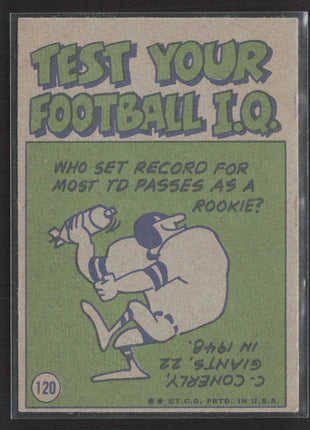 TEST YOUR
FOOTBALL I.Q.
WHO SET RECORD FOR
MOST TD PASSES AS A
ROOKIE?
C. CONERLY,
GIANTS, 22
IN 1948.
120
©T.C.G. PRTD. IN U.S.A.